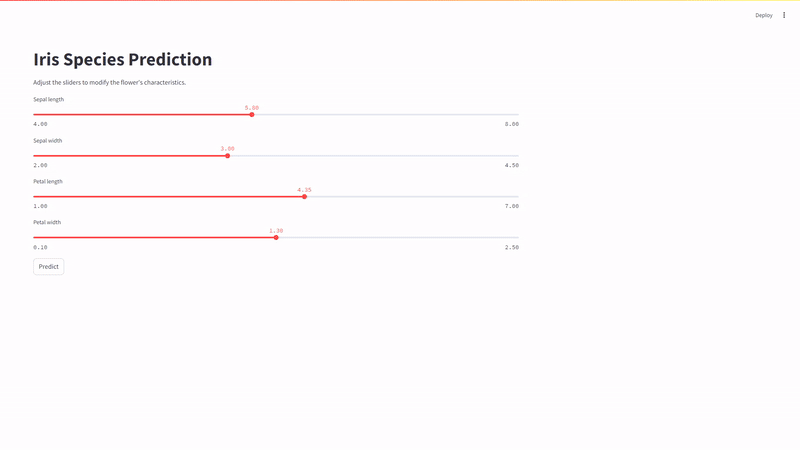 Deploy
Iris Species Prediction
Adjust the sliders to modify the flower's characteristics.
Sepal length
5.80
4.00 8.00
Sepal width
3.00
2.00 4.50
Petal length
4.35
1.00 7.00
Petal width
1.30
0.10 2.50
Predict